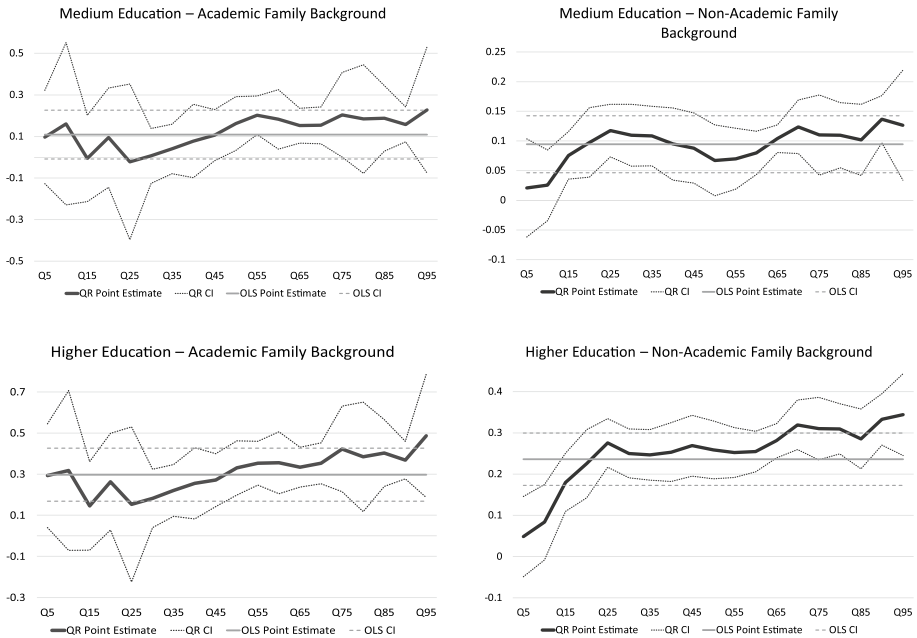 Medium Education – Academic Family Background
0.5
0.3
0.1
-0.1
-0.3
-0.5
Q5 Q15 Q25 Q35 Q45 Q55 Q65 Q75 Q85 Q95
QR Point Estimate QR CI OLS Point Estimate OLS CI
Medium Education – Non-Academic Family
Background
0.25
0.2
0.15
0.1
0.05
0
-0.05
-0.1
Q5 Q15 Q25 Q35 Q45 Q55 Q65 Q75 Q85 Q95
QR Point Estimate QR CI OLS Point Estimate OLS CI
Higher Education – Academic Family Background
0.7
0.5
0.3
0.1
-0.1
-0.3
Q5 Q15 Q25 Q35 Q45 Q55 Q65 Q75 Q85 Q95
QR Point Estimate QR CI OLS Point Estimate OLS CI
Higher Education – Non-Academic Family Background
0.4
0.3
0.2
0.1
0
-0.1
Q5 Q15 Q25 Q35 Q45 Q55 Q65 Q75 Q85 Q95
QR Point Estimate QR CI OLS Point Estimate OLS CI